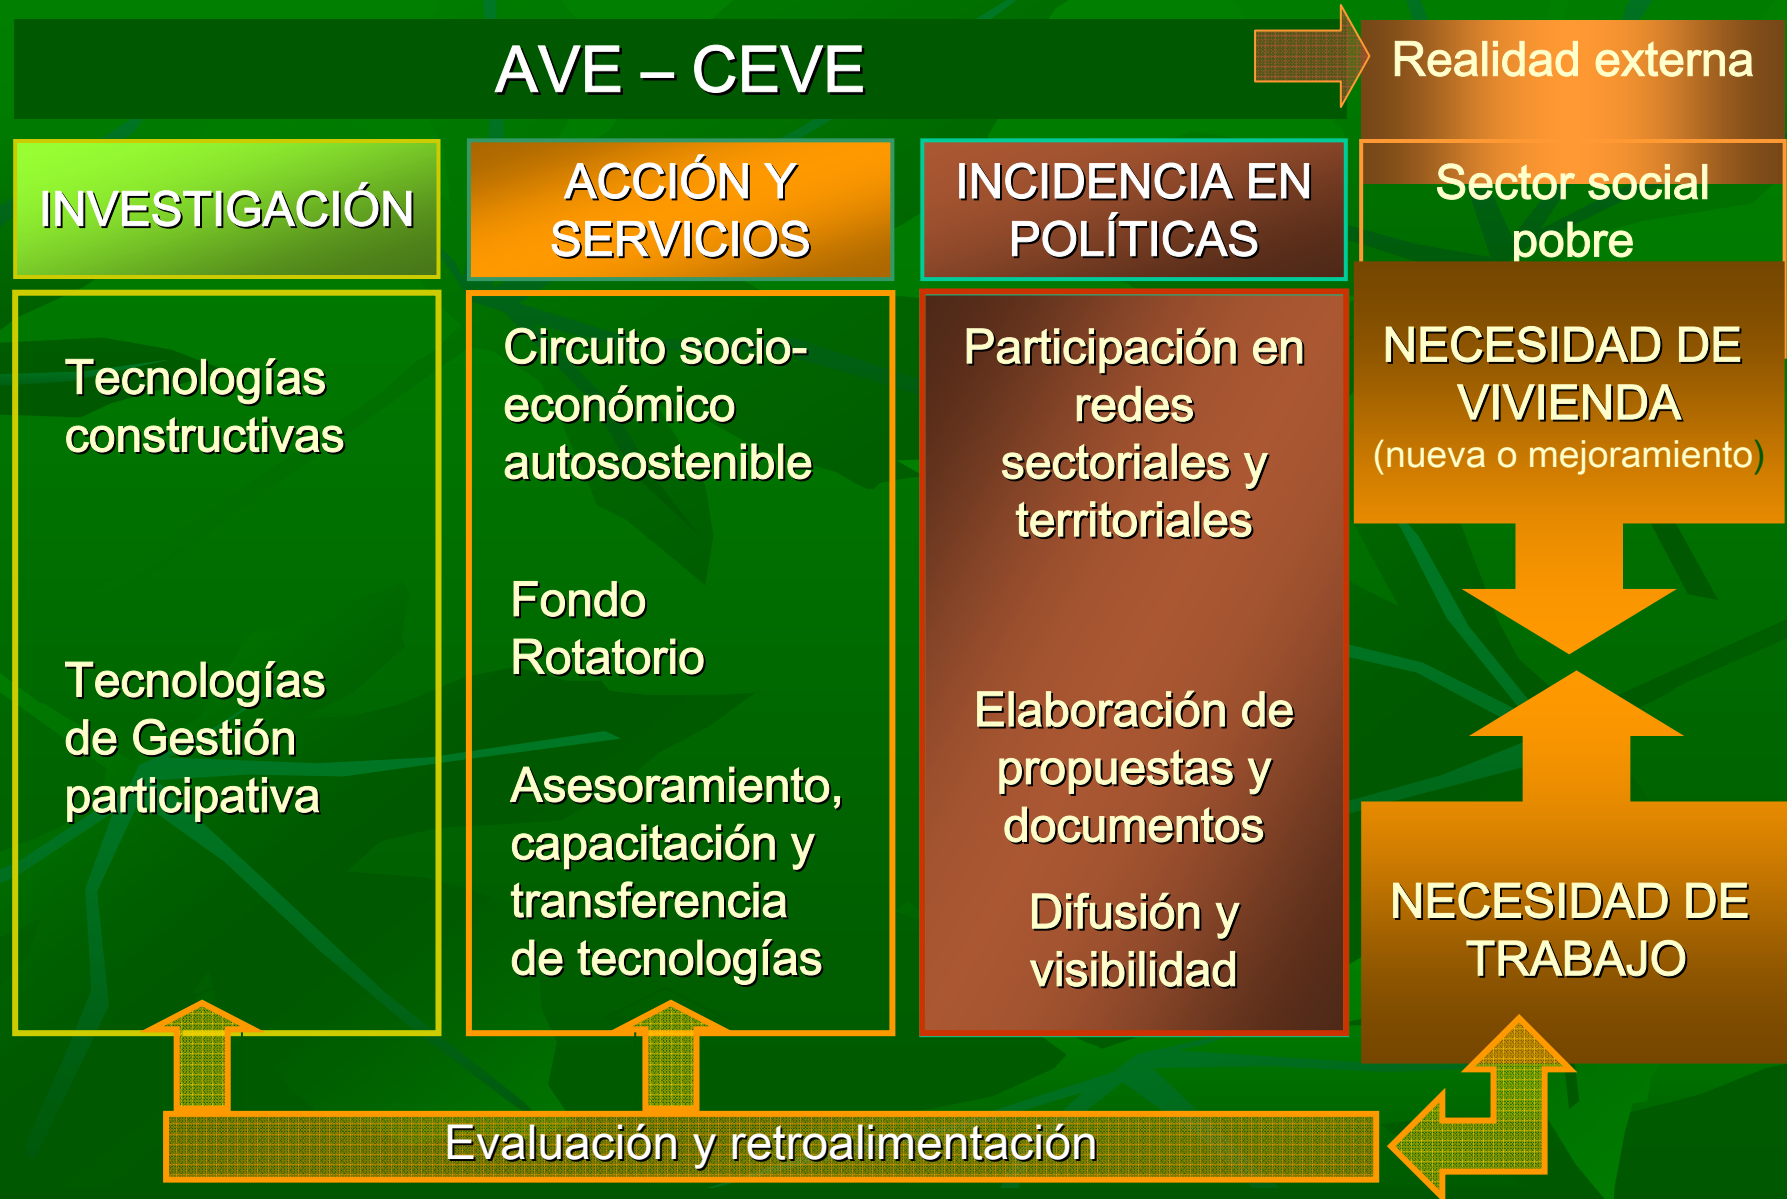 AVE – CEVE
Realidad externa
INVESTIGACIÓN
ACCIÓN Y
SERVICIOS
INCIDENCIA EN
POLÍTICAS
Sector social
pobre
Tecnologías
constructivas
Tecnologías
de Gestión
participativa
Circuito socio-
económico
autosostenible
Fondo
Rotatorio
Asesoramiento,
capacitación y
transferencia
de tecnologías
Participación en
redes
sectoriales y
territoriales
Elaboración de
propuestas y
documentos
Difusión y
visibilidad
NECESIDAD DE
VIVIENDA
(nueva o mejoramiento)
NECESIDAD DE
TRABAJO
Evaluación y retroalimentación